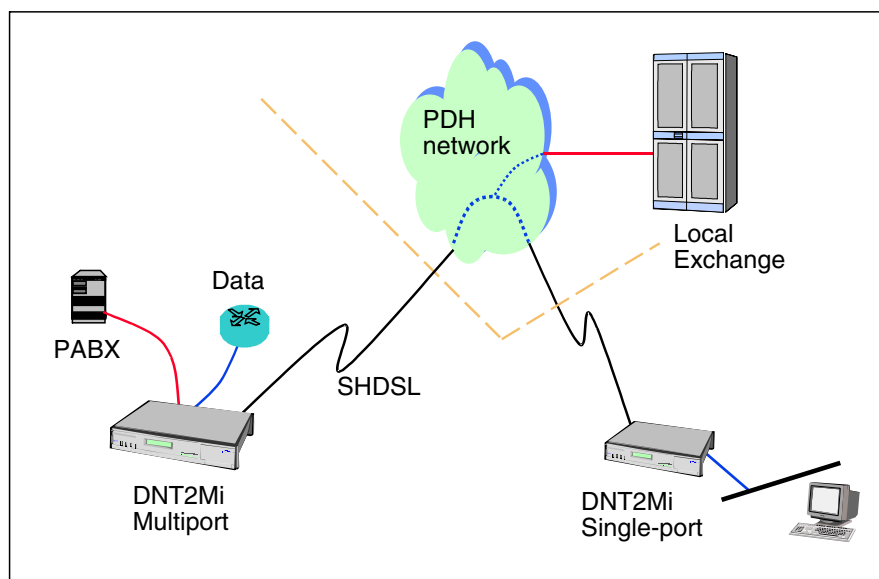 PDH
network
Local
Exchange
Data
PABX
SHDSL
DNT2Mi
Multiport
DNT2Mi
Single-port